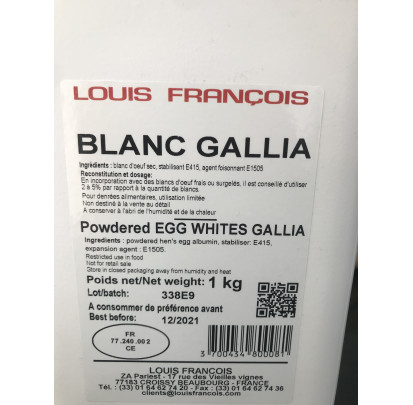 LOUIS FRANÇOIS
BLANC GALLIA
Ingrédients : blanc d'oeuf sec, stabilisant E415, agent foisonnant E1505
Reconstitution et dosage:
En incorporation avec des blancs d'oeuf frais ou surgelés, il est conseillé d'utiliser
2 à 5% par rapport à la quantité de blancs.
Pour denrées alimentaires, utilisation limitée
Non destiné à la vente au détail
A conserver à l'abri de l'humidité et de la chaleur
Powdered EGG WHITES GALLIA
Ingredients : powdered hen's egg albumin, stabiliser: E415,
expansion agent : E1505.
Restricted use in food
Not for retail sale
Store in closed packaging away from humidity and heat
Poids net/Net weight: 1 kg
Lot/batch: 338E9
A consommer de préférence avant
Best before: 12/2021
FR
77.240.002
CE
3 700434 800081
LOUIS FRANCOIS
ZA Pariest - 17 rue des Vieilles vignes
77183 CROISSY BEAUBOURG - FRANCE
Tél. : (33) 01 64 62 74 20 - Fax : (33) 01 64 62 74 36
clients@louisfrancois.com